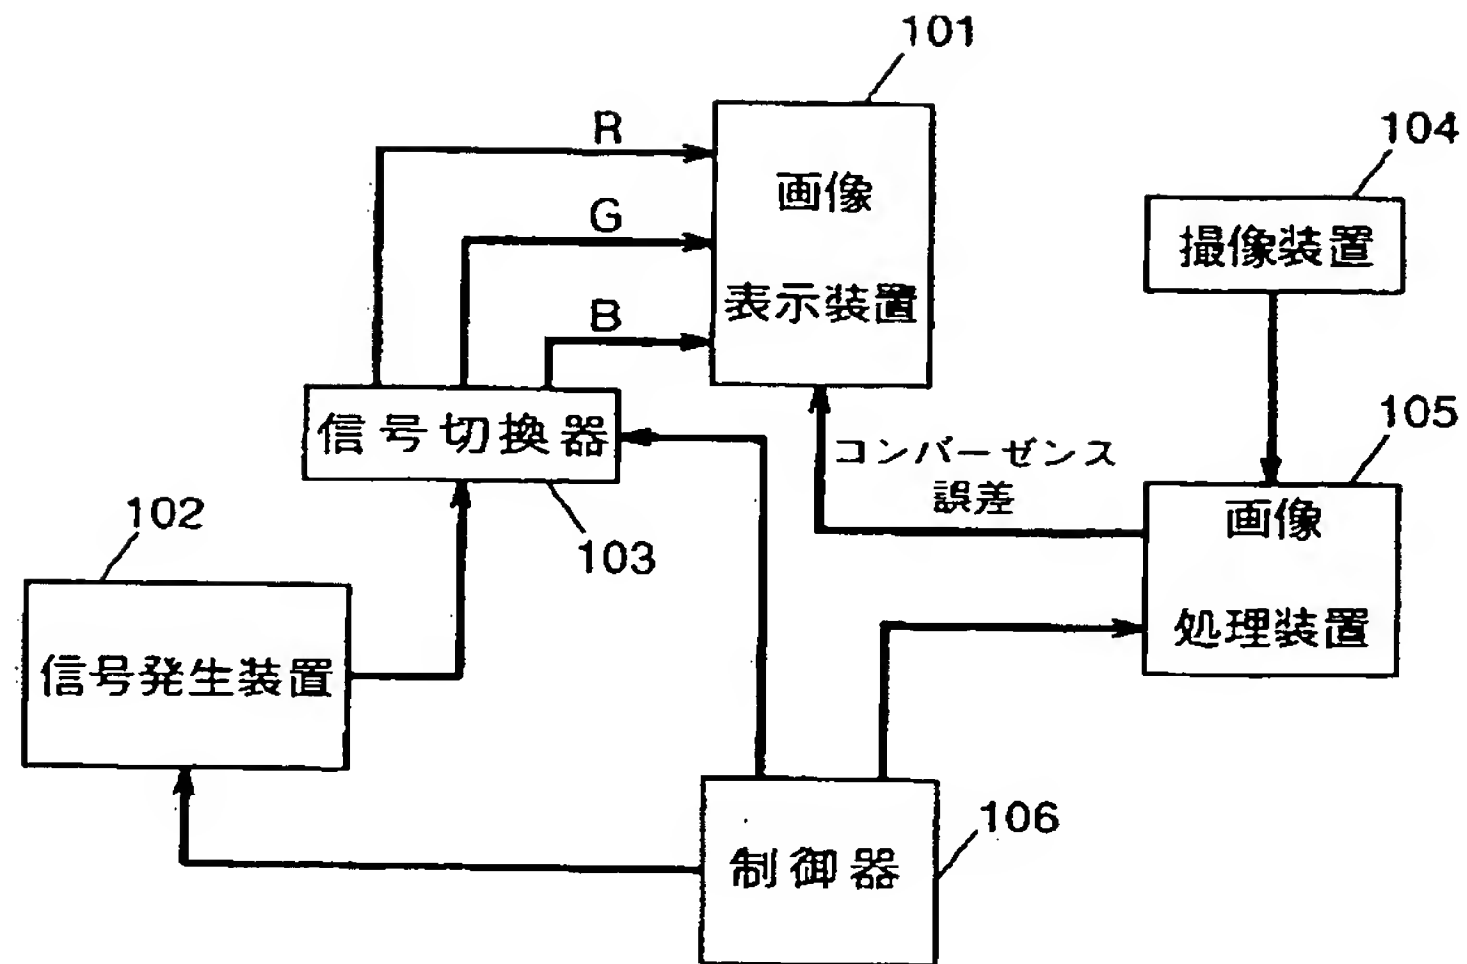 101
R
画像
104
G
撮像装置
表示装置
B
105
信号切換器
コンバーゼンス
誤差
画像
102
103
処理装置
信号発生装置
106
制御器